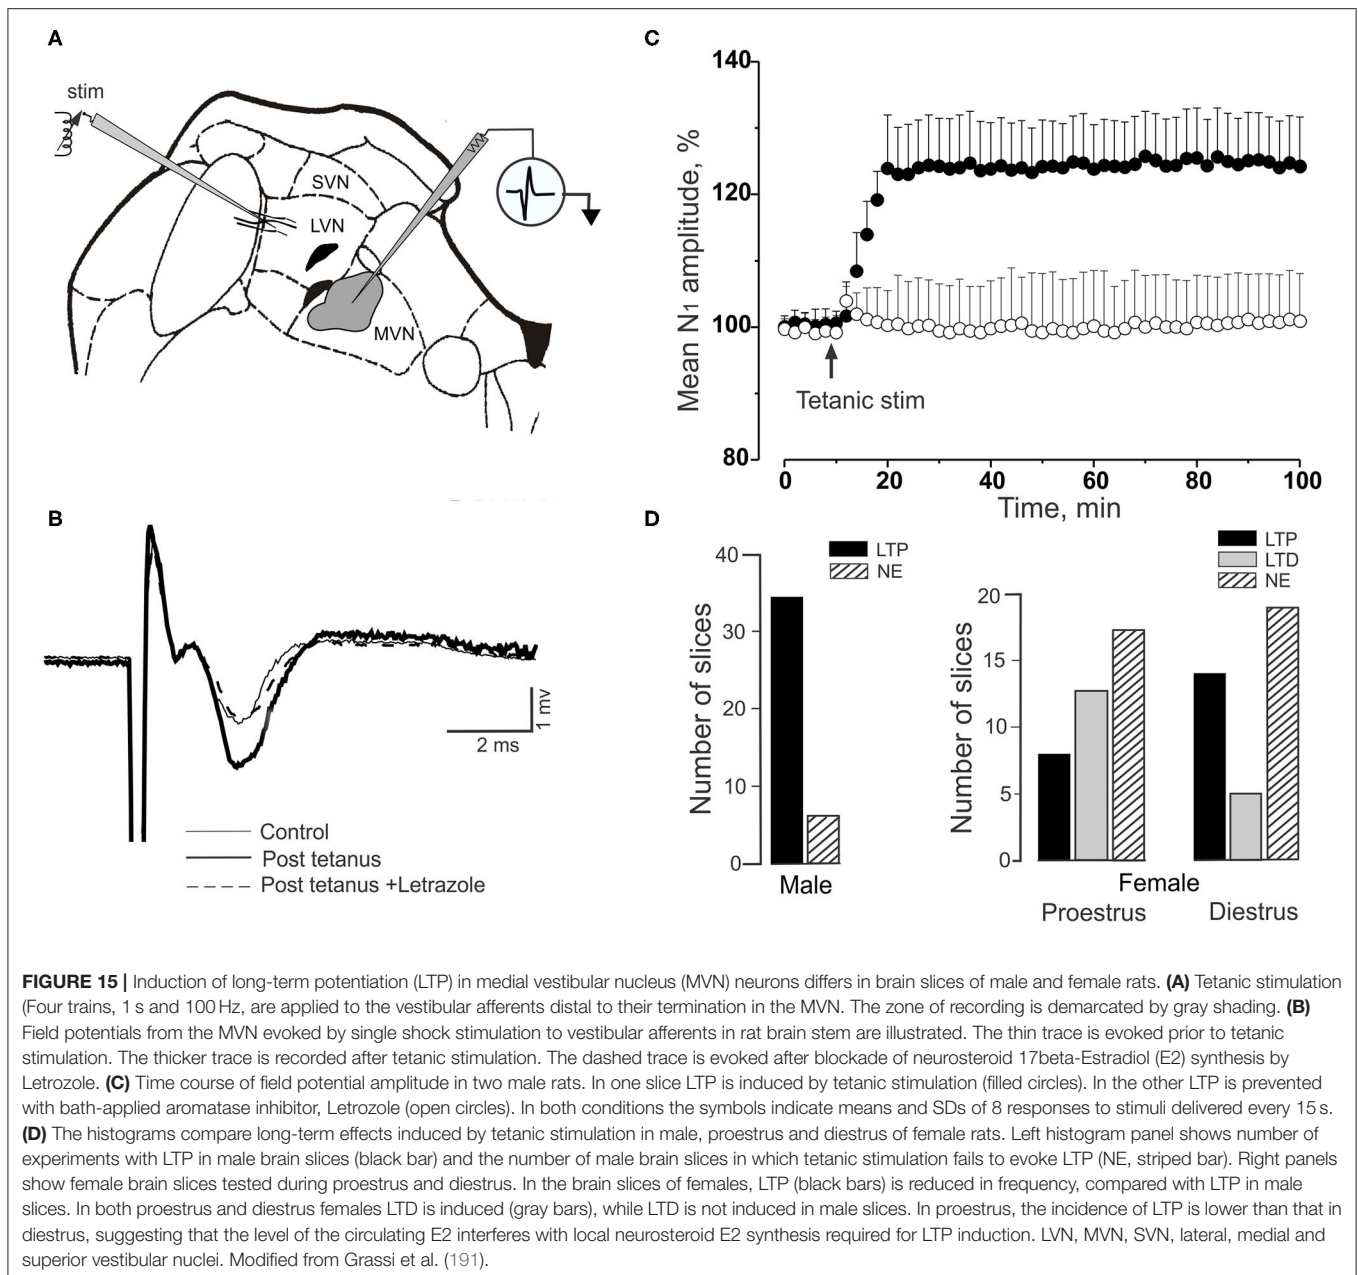 A
stim
SVN
LVN
MVN
C
140
120
100
80
Mean N1 amplitude, %
Tetanic stim
0 20 40 60 80 100
Time, min
B
1 mv
2 ms
Control
Post tetanus
Post tetanus +Letrazole
D
40
30
20
10
0
Number of slices
LTP
NE
Male
LTP
LTD
NE
20
15
10
5
0
Number of slices
Female
Proestrus Diestrus
FIGURE 15 | Induction of long-term potentiation (LTP) in medial vestibular nucleus (MVN) neurons differs in brain slices of male and female rats. (A) Tetanic stimulation
(Four trains, 1 s and 100 Hz, are applied to the vestibular afferents distal to their termination in the MVN. The zone of recording is demarcated by gray shading. (B)
Field potentials from the MVN evoked by single shock stimulation to vestibular afferents in rat brain stem are illustrated. The thin trace is evoked prior to tetanic
stimulation. The thicker trace is recorded after tetanic stimulation. The dashed trace is evoked after blockade of neurosteroid 17beta-Estradiol (E2) synthesis by
Letrozole. (C) Time course of field potential amplitude in two male rats. In one slice LTP is induced by tetanic stimulation (filled circles). In the other LTP is prevented
with bath-applied aromatase inhibitor, Letrozole (open circles). In both conditions the symbols indicate means and SDs of 8 responses to stimuli delivered every 15 s.
(D) The histograms compare long-term effects induced by tetanic stimulation in male, proestrus and diestrus of female rats. Left histogram panel shows number of
experiments with LTP in male brain slices (black bar) and the number of male brain slices in which tetanic stimulation fails to evoke LTP (NE, striped bar). Right panels
show female brain slices tested during proestrus and diestrus. In the brain slices of females, LTP (black bars) is reduced in frequency, compared with LTP in male
slices. In both proestrus and diestrus females LTD is induced (gray bars), while LTD is not induced in male slices. In proestrus, the incidence of LTP is lower than that in
diestrus, suggesting that the level of the circulating E2 interferes with local neurosteroid E2 synthesis required for LTP induction. LVN, MVN, SVN, lateral, medial and
superior vestibular nuclei. Modified from Grassi et al. (191).